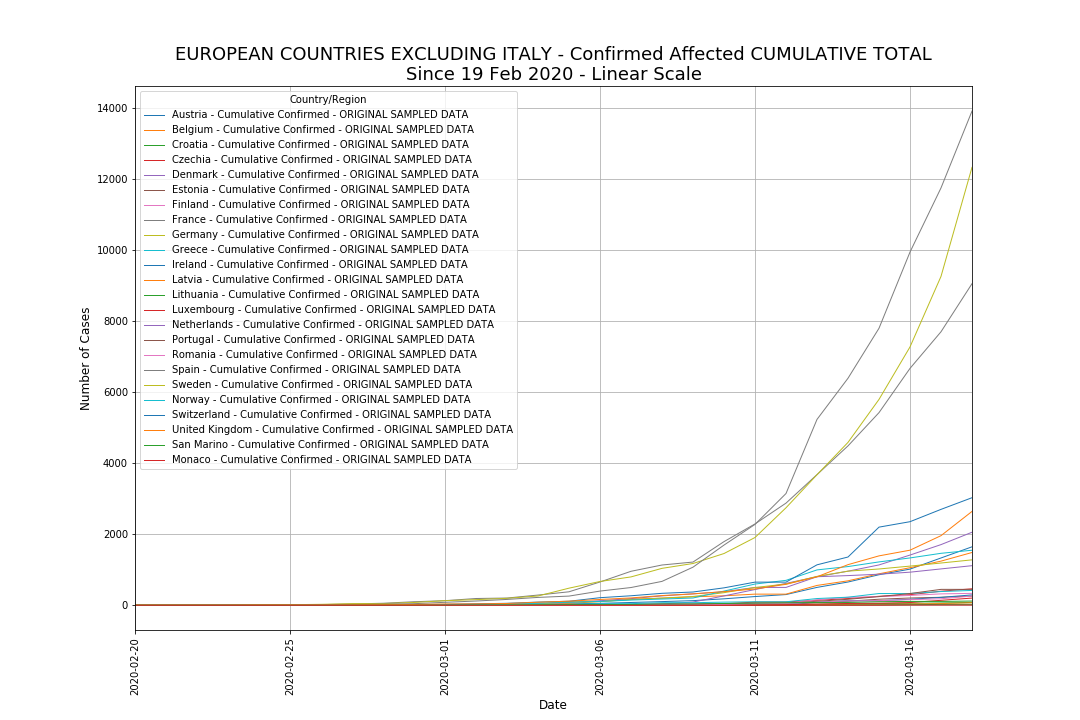 EUROPEAN COUNTRIES EXCLUDING ITALY - Confirmed Affected CUMULATIVE TOTAL
Since 19 Feb 2020 - Linear Scale
Country/Region
Austria - Cumulative Confirmed - ORIGINAL SAMPLED DATA
Belgium - Cumulative Confirmed - ORIGINAL SAMPLED DATA
Croatia - Cumulative Confirmed - ORIGINAL SAMPLED DATA
Czechia - Cumulative Confirmed - ORIGINAL SAMPLED DATA
Denmark - Cumulative Confirmed - ORIGINAL SAMPLED DATA
Estonia - Cumulative Confirmed - ORIGINAL SAMPLED DATA
Finland - Cumulative Confirmed - ORIGINAL SAMPLED DATA
France - Cumulative Confirmed - ORIGINAL SAMPLED DATA
Germany - Cumulative Confirmed - ORIGINAL SAMPLED DATA
Greece - Cumulative Confirmed - ORIGINAL SAMPLED DATA
Ireland - Cumulative Confirmed - ORIGINAL SAMPLED DATA
Latvia - Cumulative Confirmed - ORIGINAL SAMPLED DATA
Lithuania - Cumulative Confirmed - ORIGINAL SAMPLED DATA
Luxembourg - Cumulative Confirmed - ORIGINAL SAMPLED DATA
Netherlands - Cumulative Confirmed - ORIGINAL SAMPLED DATA
Portugal - Cumulative Confirmed - ORIGINAL SAMPLED DATA
Romania - Cumulative Confirmed - ORIGINAL SAMPLED DATA
Spain - Cumulative Confirmed - ORIGINAL SAMPLED DATA
Sweden - Cumulative Confirmed - ORIGINAL SAMPLED DATA
Norway - Cumulative Confirmed - ORIGINAL SAMPLED DATA
Switzerland - Cumulative Confirmed - ORIGINAL SAMPLED DATA
United Kingdom - Cumulative Confirmed - ORIGINAL SAMPLED DATA
San Marino - Cumulative Confirmed - ORIGINAL SAMPLED DATA
Monaco - Cumulative Confirmed - ORIGINAL SAMPLED DATA
Number of Cases
14000
12000
10000
8000
6000
4000
2000
0
2020-02-20
2020-02-25
2020-03-01
2020-03-06
2020-03-11
2020-03-16
Date